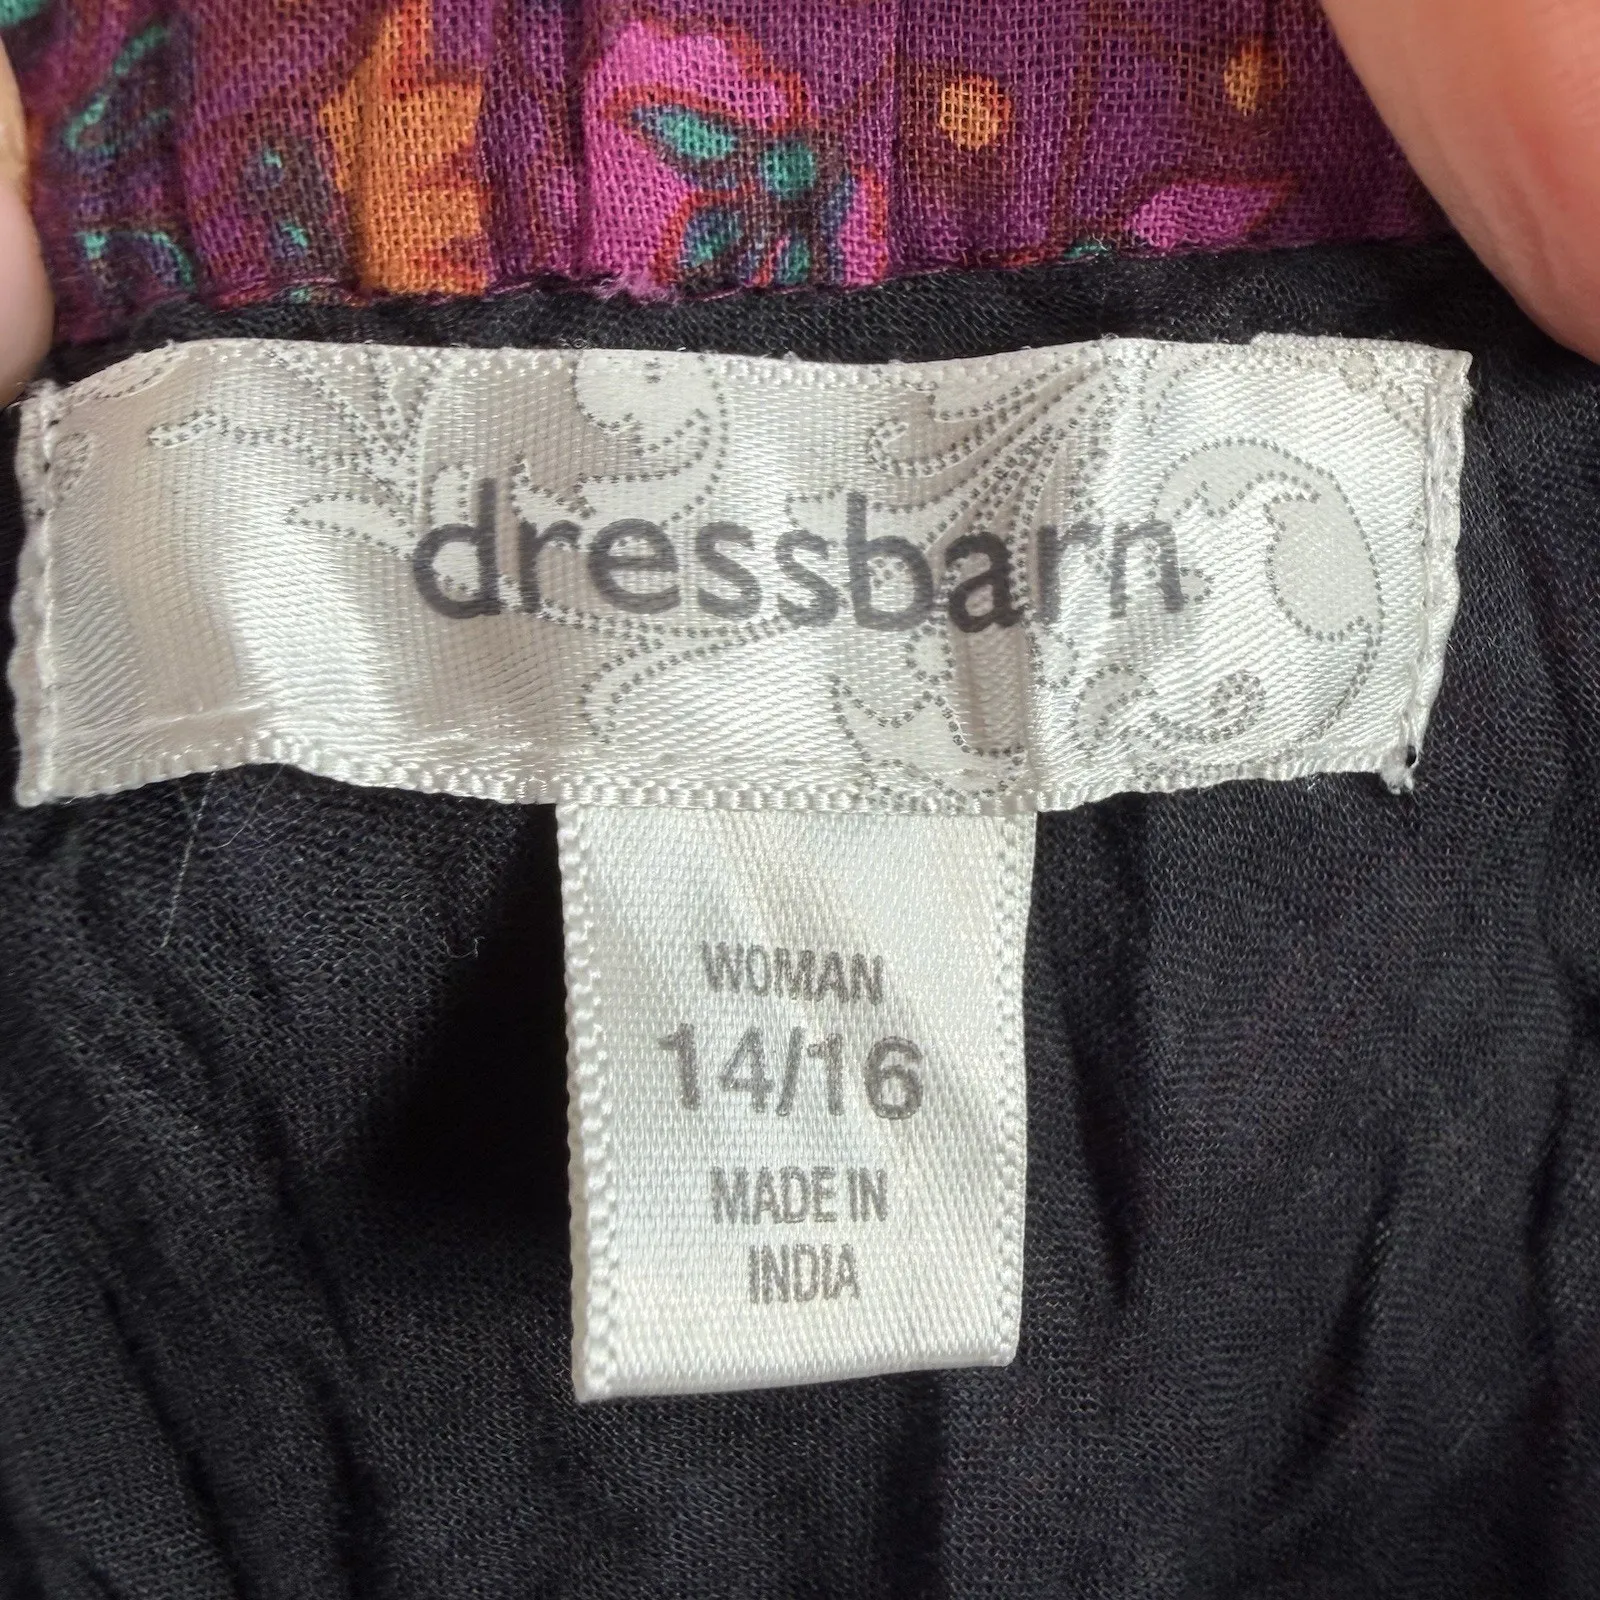 dressbarn
WOMAN
14/16
MADE IN
INDIA